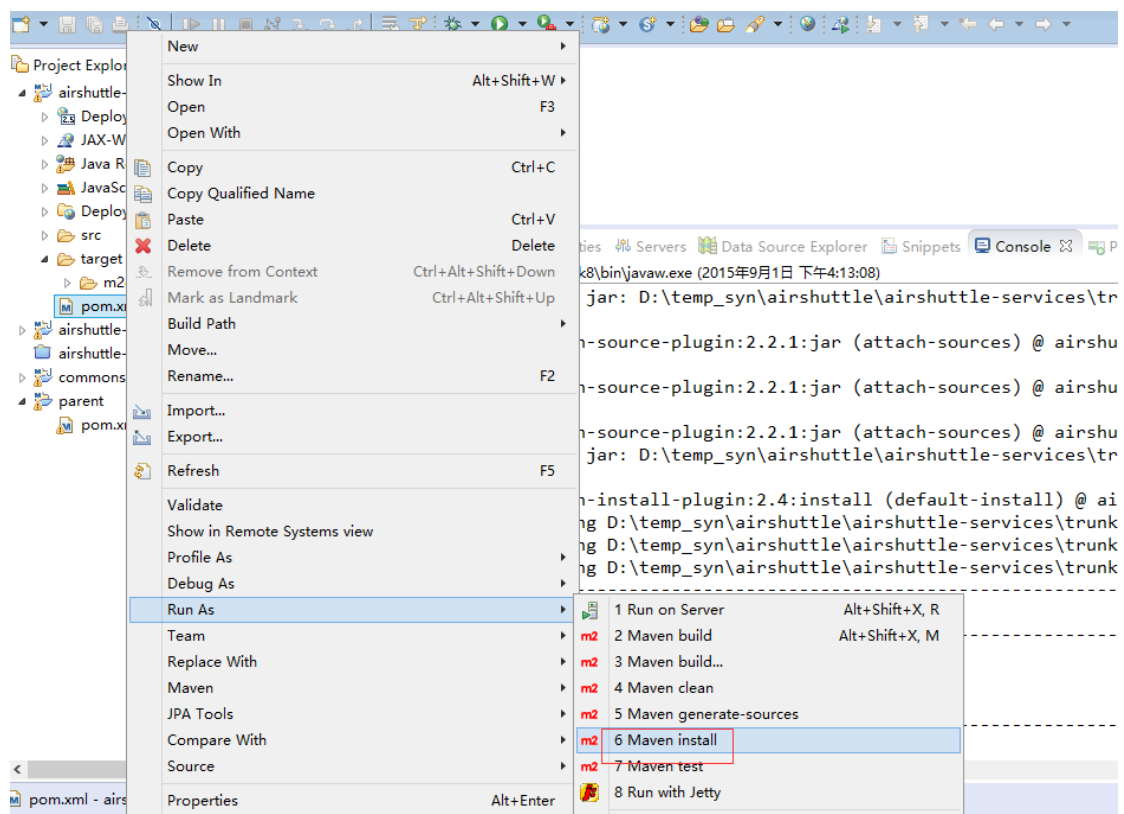 New
Project Explor
Show In Alt+Shift+W
airshuttle-
Open F3
Deploy
Open With
JAX-W
Java R
Copy Ctrl+C
JavaSc
Copy Qualified Name
Deploy
Paste Ctrl+V
src
Delete Delete
ties Servers Data Source Explorer Snippets Console P
target
Remove from Context Ctrl+Alt+Shift+Down
k8\bin\javaw.exe (2015年9月1日 下午4:13:08)
m2
Mark as Landmark Ctrl+Alt+Shift+Up
jar: D:\temp_syn\airshuttle\airshuttle-services\tr
pom.x
Build Path
airshuttle-
n-source-plugin:2.2.1:jar (attach-sources) @ airshu
Move...
airshuttle-
Rename... F2
commons
n-source-plugin:2.2.1:jar (attach-sources) @ airshu
parent
Import...
pom.x
Export...
n-source-plugin:2.2.1:jar (attach-sources) @ airshu
jar: D:\temp_syn\airshuttle\airshuttle-services\tr
Refresh F5
Validate
n-install-plugin:2.4:install (default-install) @ ai
Show in Remote Systems view
ng D:\temp_syn\airshuttle\airshuttle-services\trunk
Profile As
ng D:\temp_syn\airshuttle\airshuttle-services\trunk
Debug As
ng D:\temp_syn\airshuttle\airshuttle-services\trunk
Run As
1 Run on Server Alt+Shift+X, R
Team
m2 2 Maven build Alt+Shift+X, M
Replace With
m2 3 Maven build...
Maven
m2 4 Maven clean
JPA Tools
m2 5 Maven generate-sources
Compare With
m2 6 Maven install
Source
m2 7 Maven test
8 Run with Jetty
pom.xml - airs
Properties Alt+Enter